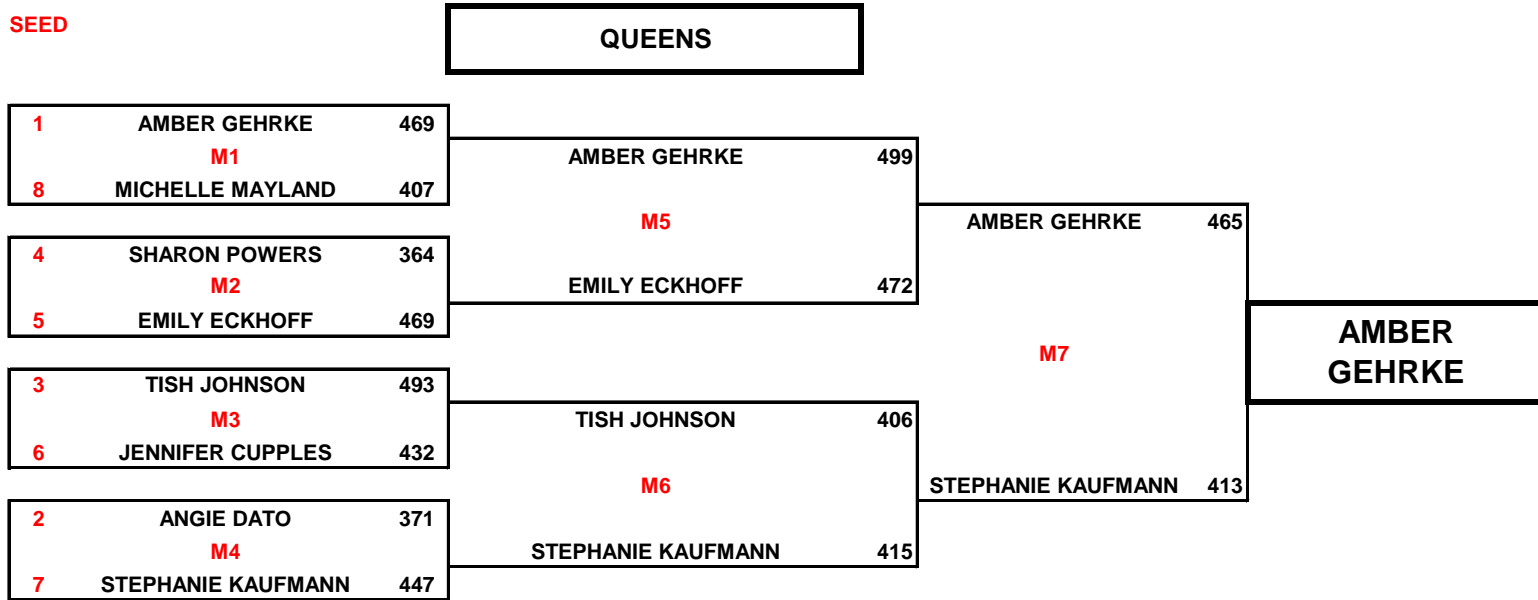 SEED
QUEENS
1 AMBER GEHRKE 469
M1
8 MICHELLE MAYLAND 407
4 SHARON POWERS 364
M2
5 EMILY ECKHOFF 469
3 TISH JOHNSON 493
M3
6 JENNIFER CUPPLES 432
2 ANGIE DATO 371
M4
7 STEPHANIE KAUFMANN 447
AMBER GEHRKE 499
M5
EMILY ECKHOFF 472
TISH JOHNSON 406
M6
STEPHANIE KAUFMANN 415
AMBER GEHRKE 465
M7
STEPHANIE KAUFMANN 413
AMBER
GEHRKE